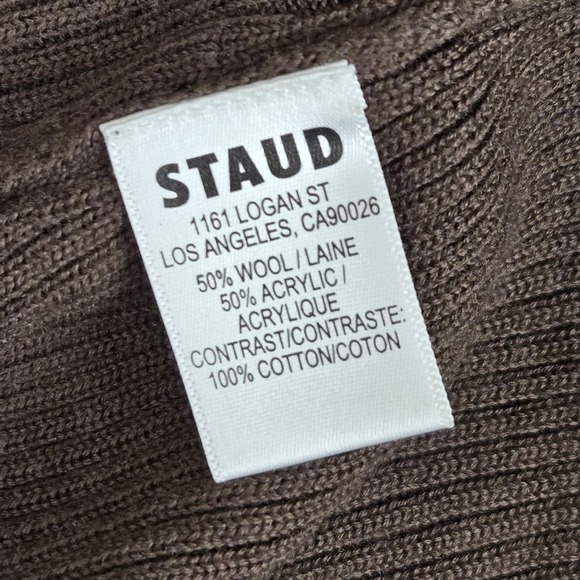 STAUD
1161 LOGAN ST
LOS ANGELES, CA90026
50% WOOL / LAINE
50% ACRYLIC /
ACRYLIQUE
CONTRAST/CONTRASTE:
100% COTTON/COTON